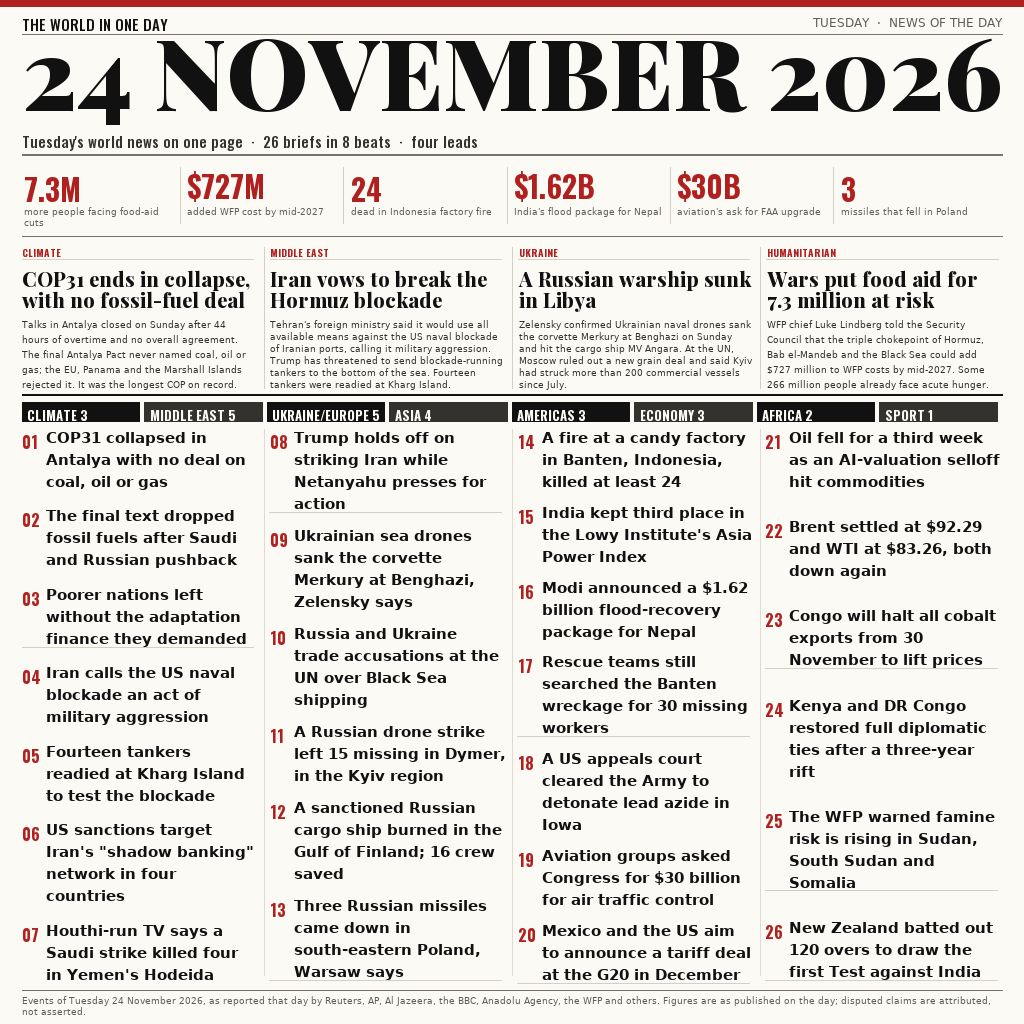 THE WORLD IN ONE DAY
TUESDAY · NEWS OF THE DAY
24 NOVEMBER 2026
Tuesday's world news on one page · 26 briefs in 8 beats · four leads
7.3M
more people facing food-aid
cuts
$727M
added WFP cost by mid-2027
24
dead in Indonesia factory fire
$1.62B
India's flood package for Nepal
$30B
aviation's ask for FAA upgrade
3
missiles that fell in Poland
CLIMATE
COP31 ends in collapse,
with no fossil-fuel deal
Talks in Antalya closed on Sunday after 44
hours of overtime and no overall agreement.
The final Antalya Pact never named coal, oil or
gas; the EU, Panama and the Marshall Islands
rejected it. It was the longest COP on record.
MIDDLE EAST
Iran vows to break the
Hormuz blockade
Tehran's foreign ministry said it would use all
available means against the US naval blockade
of Iranian ports, calling it military aggression.
Trump has threatened to send blockade-running
tankers to the bottom of the sea. Fourteen
tankers were readied at Kharg Island.
UKRAINE
A Russian warship sunk
in Libya
Zelensky confirmed Ukrainian naval drones sank
the corvette Merkury at Benghazi on Sunday
and hit the cargo ship MV Angara. At the UN,
Moscow ruled out a new grain deal and said Kyiv
had struck more than 200 commercial vessels
since July.
HUMANITARIAN
Wars put food aid for
7.3 million at risk
WFP chief Luke Lindberg told the Security
Council that the triple chokepoint of Hormuz,
Bab el-Mandeb and the Black Sea could add
$727 million to WFP costs by mid-2027. Some
266 million people already face acute hunger.
CLIMATE 3
MIDDLE EAST 5
UKRAINE/EUROPE 5
ASIA 4
AMERICAS 3
ECONOMY 3
AFRICA 2
SPORT 1
01 COP31 collapsed in
Antalya with no deal on
coal, oil or gas
02 The final text dropped
fossil fuels after Saudi
and Russian pushback
03 Poorer nations left
without the adaptation
finance they demanded
04 Iran calls the US naval
blockade an act of
military aggression
05 Fourteen tankers
readied at Kharg Island
to test the blockade
06 US sanctions target
Iran's "shadow banking"
network in four
countries
07 Houthi-run TV says a
Saudi strike killed four
in Yemen's Hodeida
08 Trump holds off on
striking Iran while
Netanyahu presses for
action
09 Ukrainian sea drones
sank the corvette
Merkury at Benghazi,
Zelensky says
10 Russia and Ukraine
trade accusations at the
UN over Black Sea
shipping
11 A Russian drone strike
left 15 missing in Dymer,
in the Kyiv region
12 A sanctioned Russian
cargo ship burned in the
Gulf of Finland; 16 crew
saved
13 Three Russian missiles
came down in
south-eastern Poland,
Warsaw says
14 A fire at a candy factory
in Banten, Indonesia,
killed at least 24
15 India kept third place in
the Lowy Institute's Asia
Power Index
16 Modi announced a $1.62
billion flood-recovery
package for Nepal
17 Rescue teams still
searched the Banten
wreckage for 30 missing
workers
18 A US appeals court
cleared the Army to
detonate lead azide in
Iowa
19 Aviation groups asked
Congress for $30 billion
for air traffic control
20 Mexico and the US aim
to announce a tariff deal
at the G20 in December
21 Oil fell for a third week
as an AI-valuation selloff
hit commodities
22 Brent settled at $92.29
and WTI at $83.26, both
down again
23 Congo will halt all cobalt
exports from 30
November to lift prices
24 Kenya and DR Congo
restored full diplomatic
ties after a three-year
rift
25 The WFP warned famine
risk is rising in Sudan,
South Sudan and
Somalia
26 New Zealand batted out
120 overs to draw the
first Test against India
Events of Tuesday 24 November 2026, as reported that day by Reuters, AP, Al Jazeera, the BBC, Anadolu Agency, the WFP and others. Figures are as published on the day; disputed claims are attributed,
not asserted.